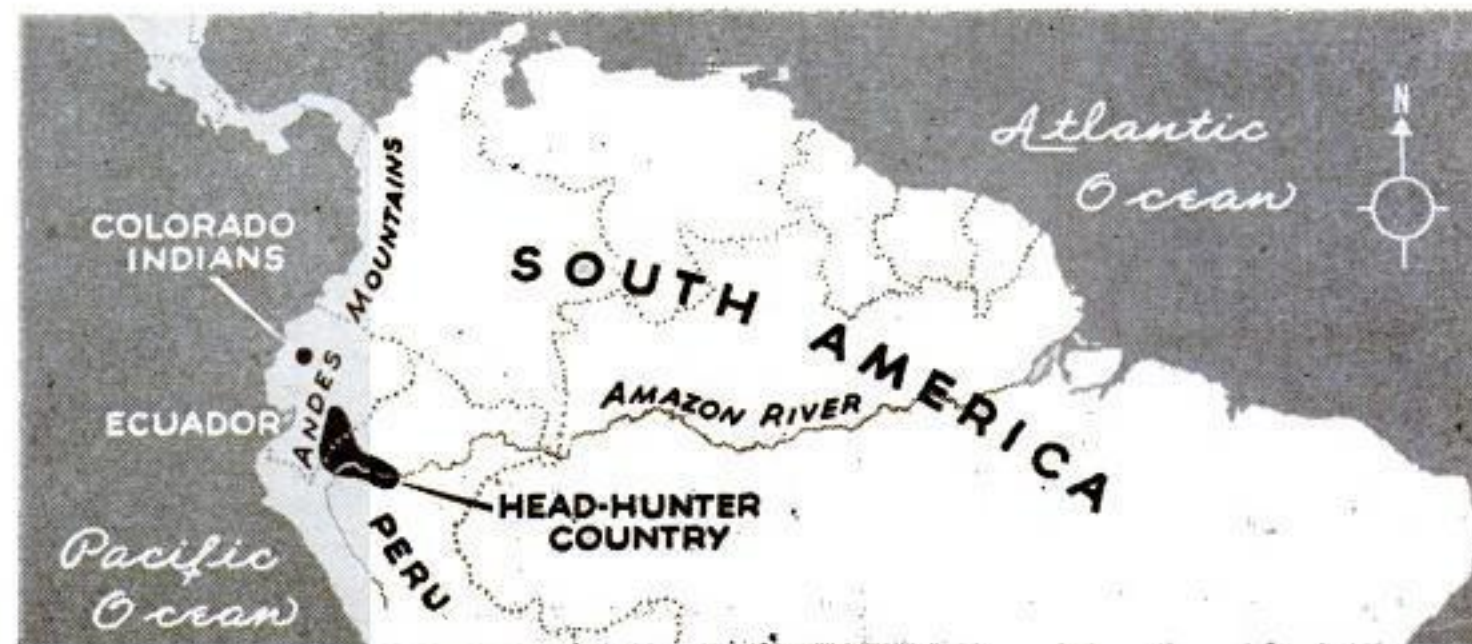 N
Atlantic
Ocean
MOUNTAINS
COLORADO
INDIANS
SOUTH AMERICA
ANDES
AMAZON RIVER
ECUADOR
HEAD-HUNTER
COUNTRY
PERU
Pacific
Ocean